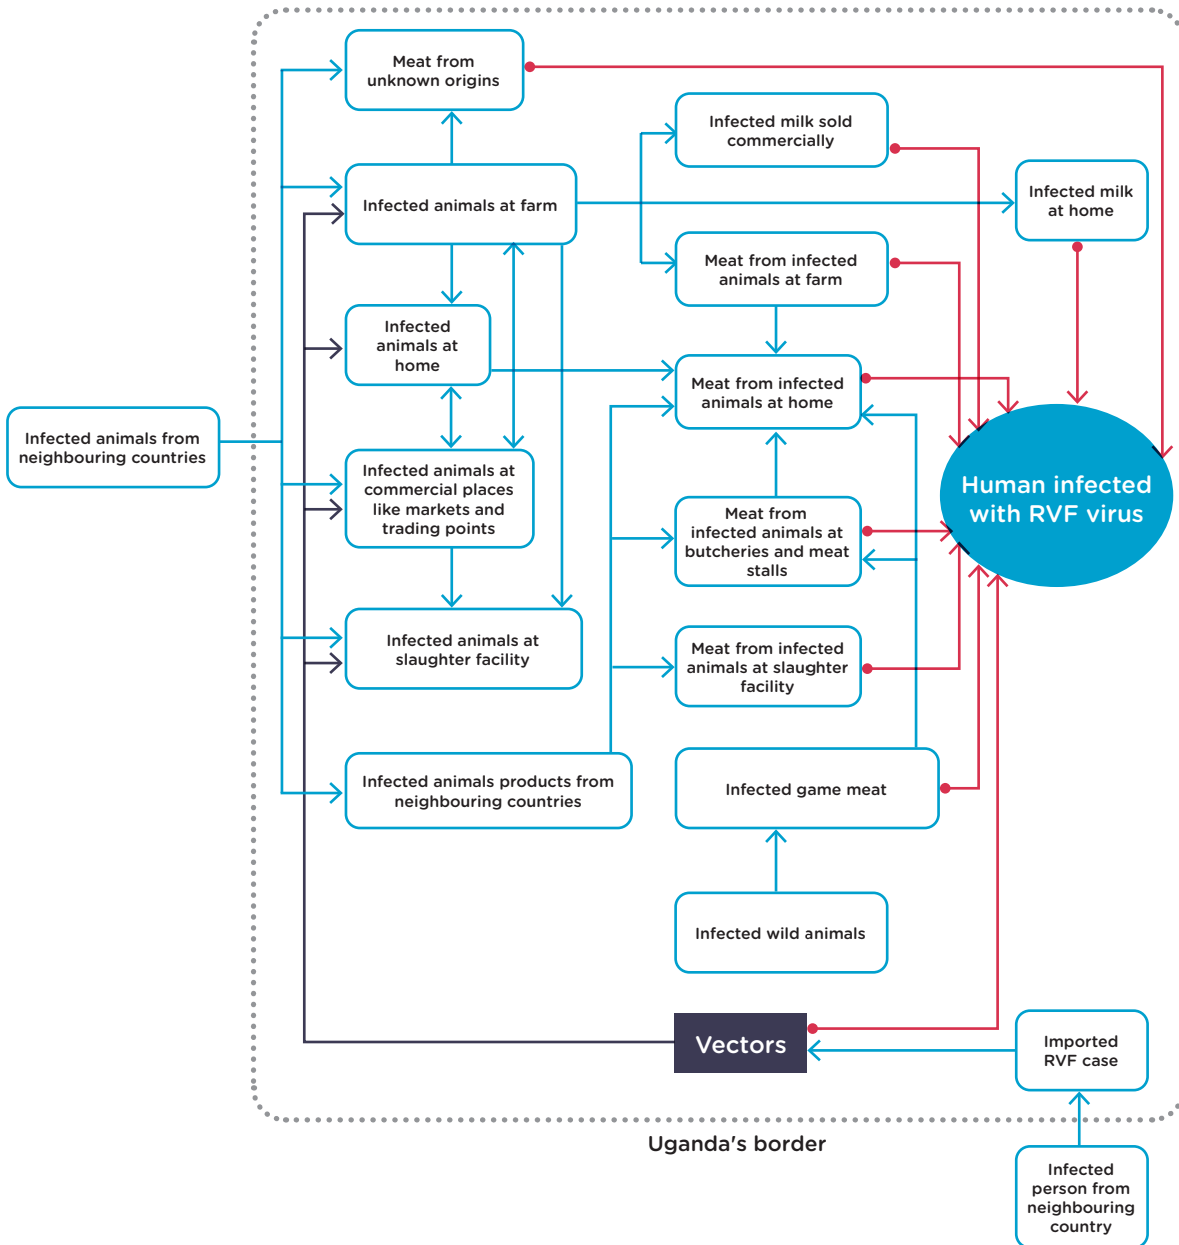 Meat from
unknown origins
Infected milk sold
commercially
Infected milk
at home
Infected animals at farm
Meat from infected
animals at farm
Infected
animals at
home
Meat from infected
animals at home
Infected animals from
neighbouring countries
Infected animals at
commercial places
like markets and
trading points
Human infected
with RVF virus
Meat from
infected animals at
butcheries and meat
stalls
Infected animals at
slaughter facility
Meat from infected
animals at slaughter
facility
Infected animals products from
neighbouring countries
Infected game meat
Infected wild animals
Vectors
Imported
RVF case
Uganda's border
Infected
person from
neighbouring
country